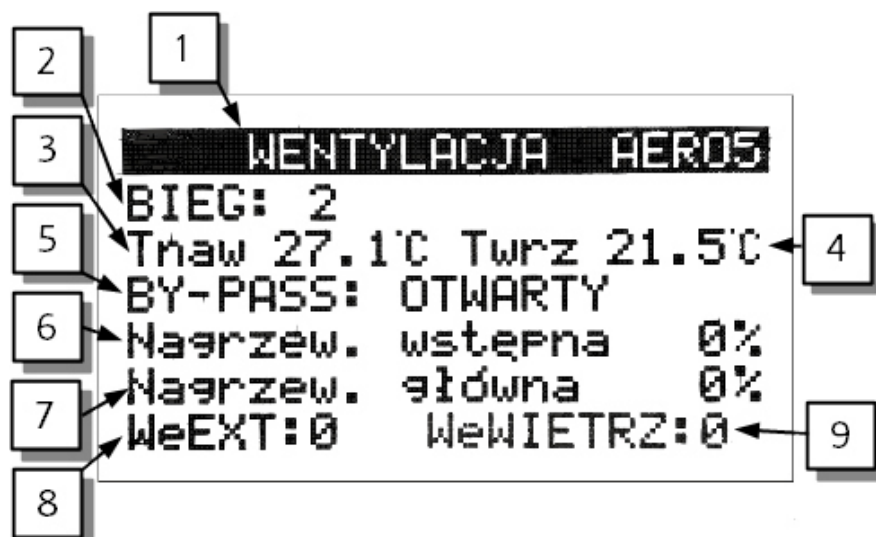 1
2
WENTYLACJA AERO5
3
BIEG: 2
5
Tnaw 27.1°C Twrz 21.5°C
4
BY-PASS: OTWARTY
6
Nagrzew. wstępna 0%
7
Nagrzew. główna 0%
WeEXT:0 WeWIETRZ:0
9
8